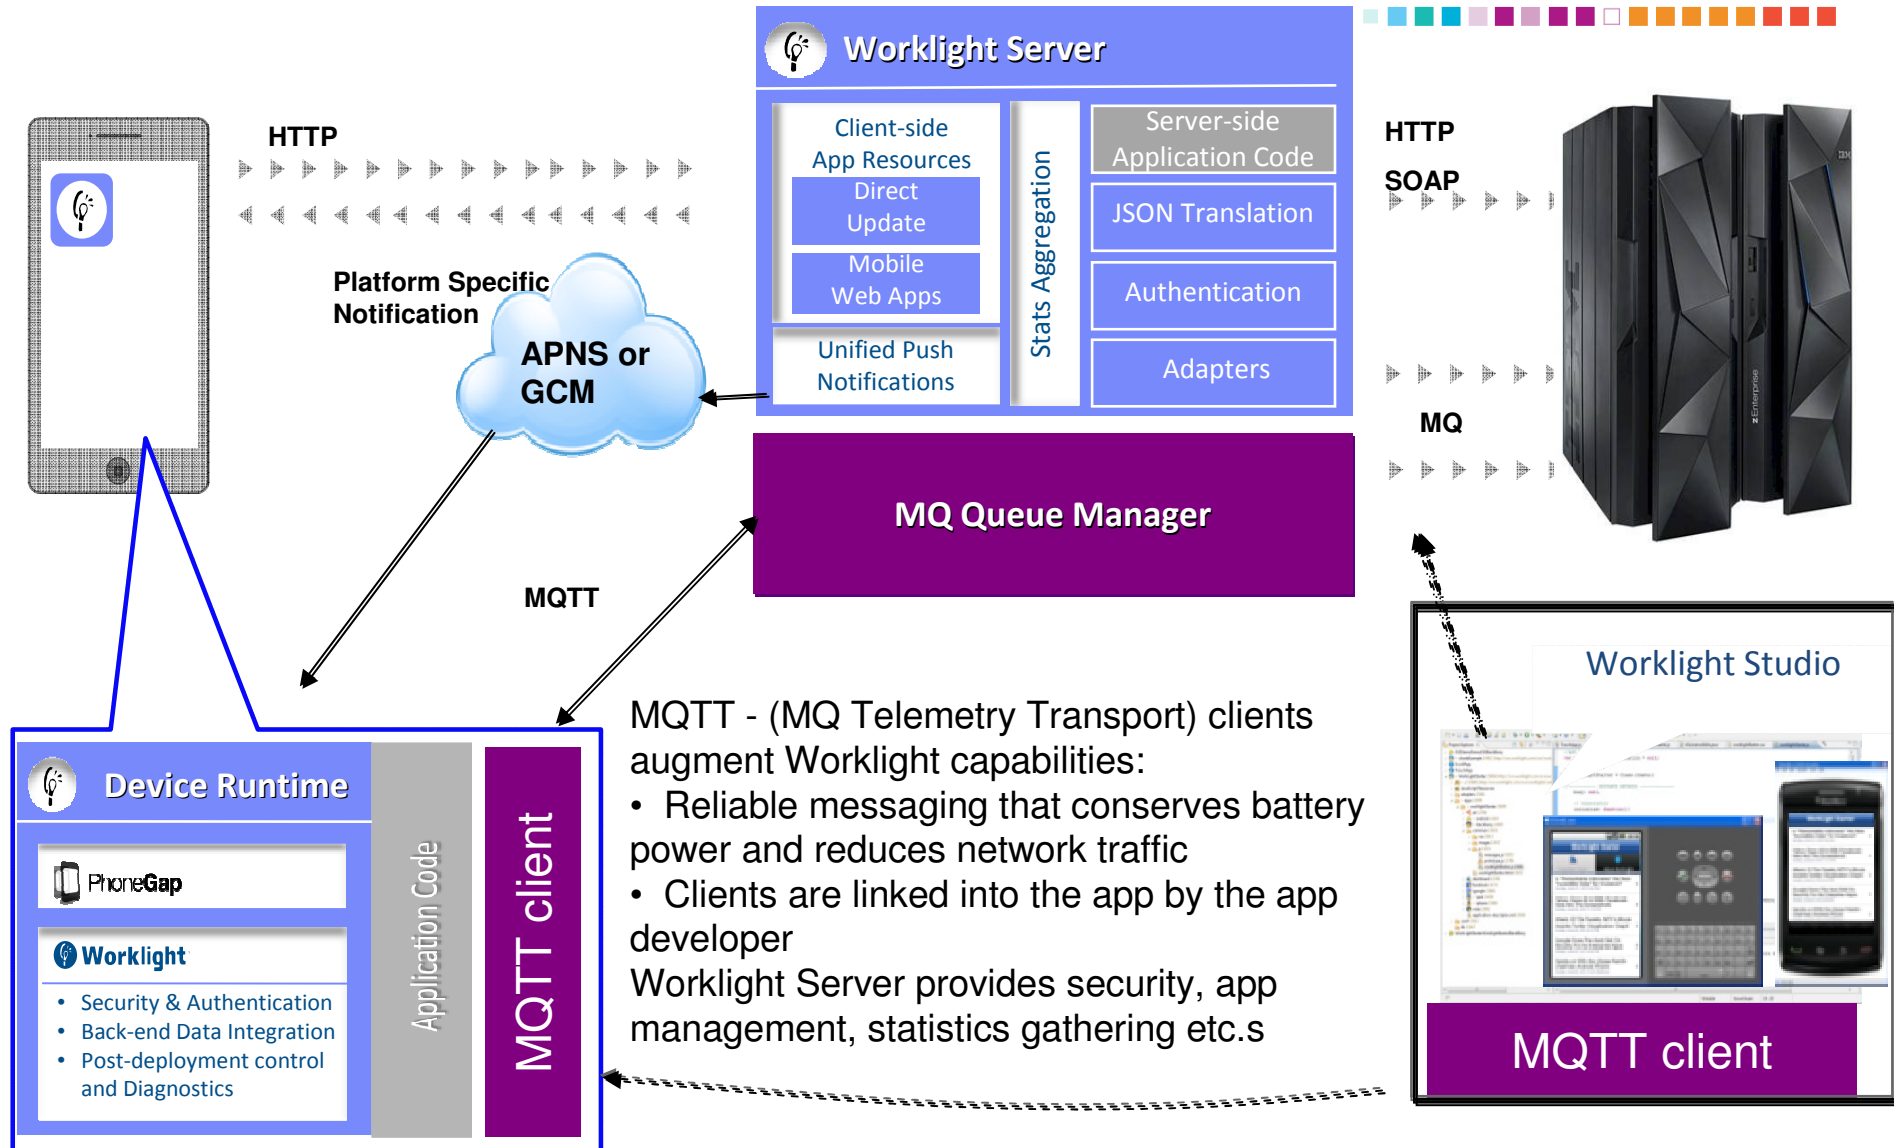 Worklight Server
HTTP
Client-side
App Resources
Direct
Update
Mobile
Web Apps
Unified Push
Notifications
Stats Aggregation
Server-side
Application Code
JSON Translation
Authentication
Adapters
HTTP
SOAP
IBM
zEnterprise
Platform Specific
Notification
APNS or
GCM
MQ
MQ Queue Manager
MQTT
Worklight Studio
MQTT - (MQ Telemetry Transport) clients
augment Worklight capabilities:
• Reliable messaging that conserves battery
power and reduces network traffic
• Clients are linked into the app by the app
developer
Worklight Server provides security, app
management, statistics gathering etc.s
Device Runtime
PhoneGap
Worklight
• Security & Authentication
• Back-end Data Integration
• Post-deployment control
and Diagnostics
Application Code
MQTT client
MQTT client